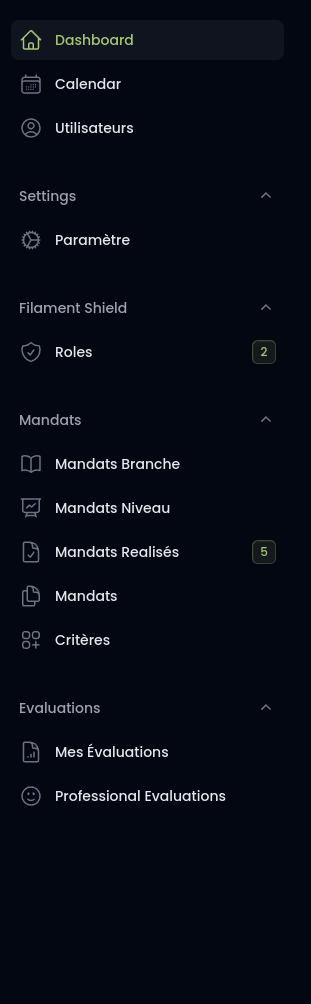 Dashboard
Calendar
Utilisateurs
Settings
Paramètre
Filament Shield
Roles 2
Mandats
Mandats Branche
Mandats Niveau
Mandats Realisés 5
Mandats
Critères
Evaluations
Mes Évaluations
Professional Evaluations